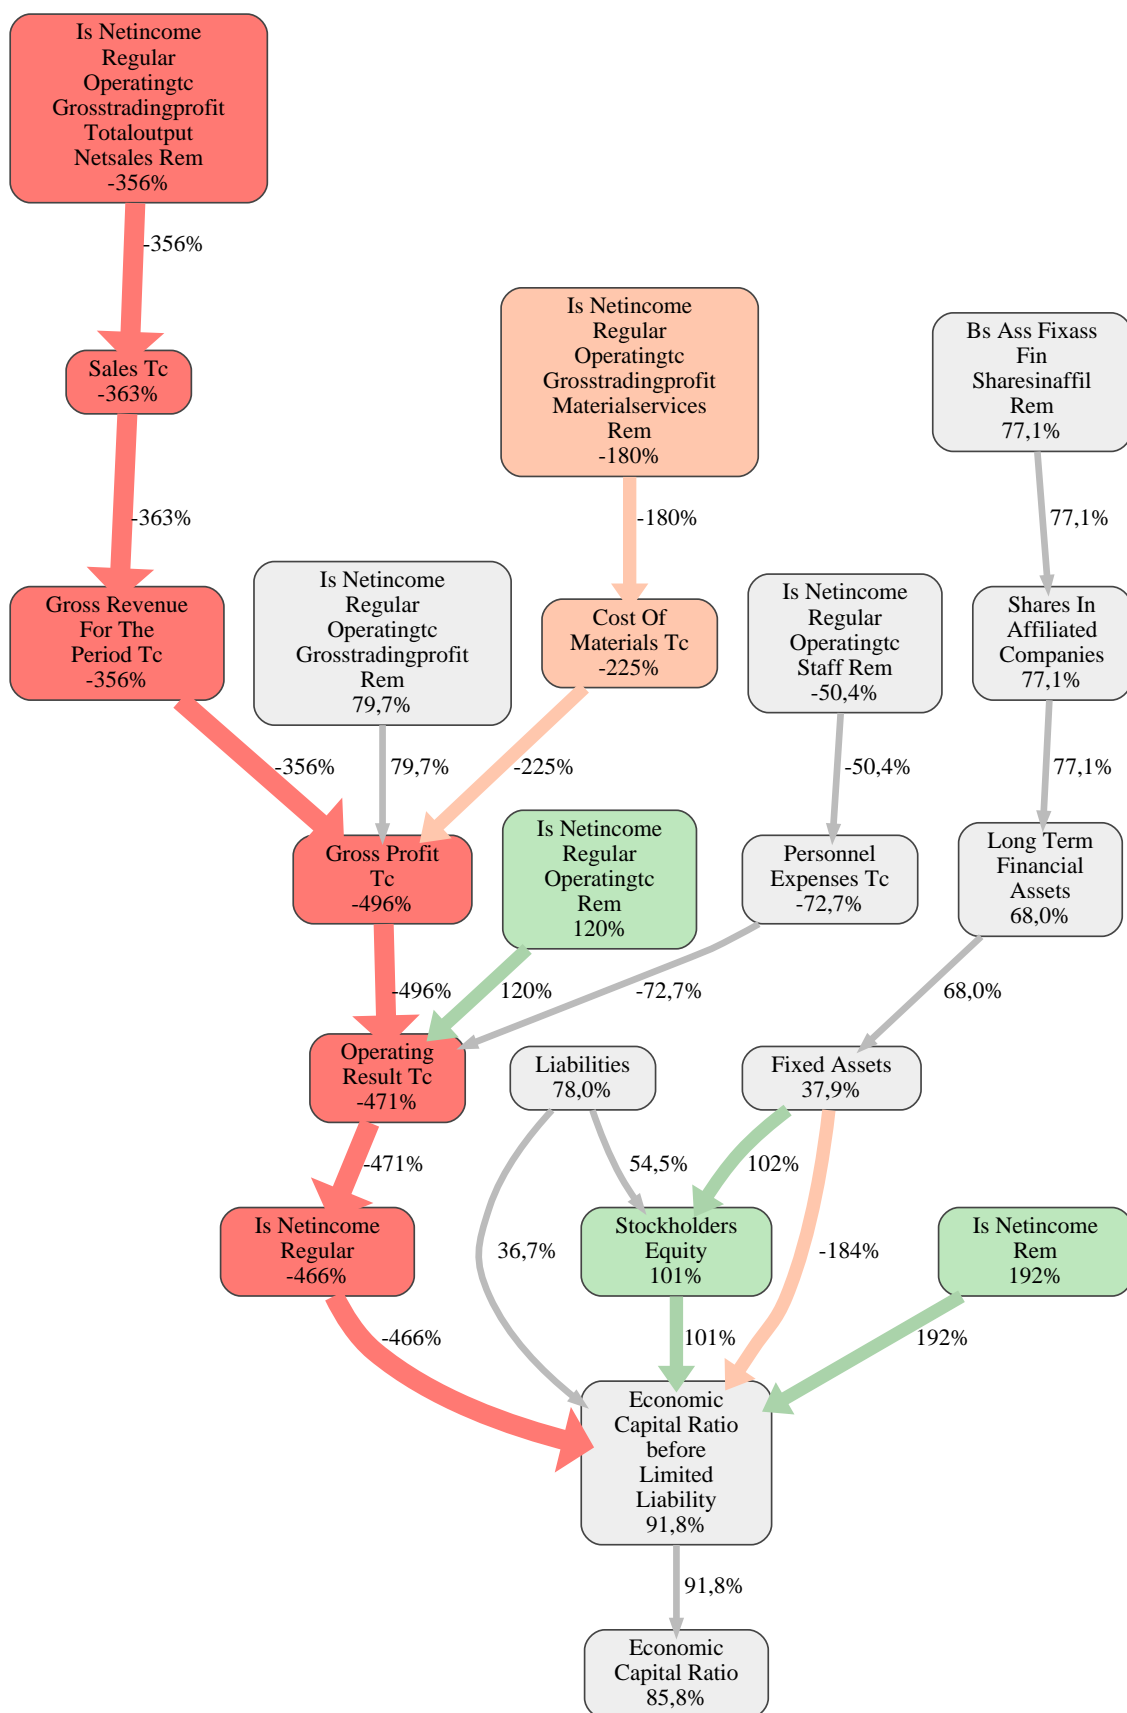 Is Netincome
Regular
Operatingtc
Grosstradingprofit
Totaloutput
Netsales Rem
-356%
-356%
Sales Tc
-363%
-363%
Is Netincome
Regular
Operatingtc
Grosstradingprofit
Materialservices
Rem
-180%
-180%
Bs Ass Fixass
Fin
Sharesinaffil
Rem
77,1%
77,1%
Gross Revenue
For The
Period Tc
-356%
-356%
Is Netincome
Regular
Operatingtc
Grosstradingprofit
Rem
79,7%
79,7%
Cost Of
Materials Tc
-225%
-225%
Is Netincome
Regular
Operatingtc
Staff Rem
-50,4%
-50,4%
Shares In
Affiliated
Companies
77,1%
77,1%
Gross Profit
Tc
-496%
-496%
Is Netincome
Regular
Operatingtc
Rem
120%
120%
Personnel
Expenses Tc
-72,7%
-72,7%
Long Term
Financial
Assets
68,0%
68,0%
Operating
Result Tc
-471%
-471%
Liabilities
78,0%
54,5%
36,7%
Fixed Assets
37,9%
102%
-184%
Is Netincome
Regular
-466%
-466%
Stockholders
Equity
101%
101%
Is Netincome
Rem
192%
192%
Economic
Capital Ratio
before
Limited
Liability
91,8%
91,8%
Economic
Capital Ratio
85,8%